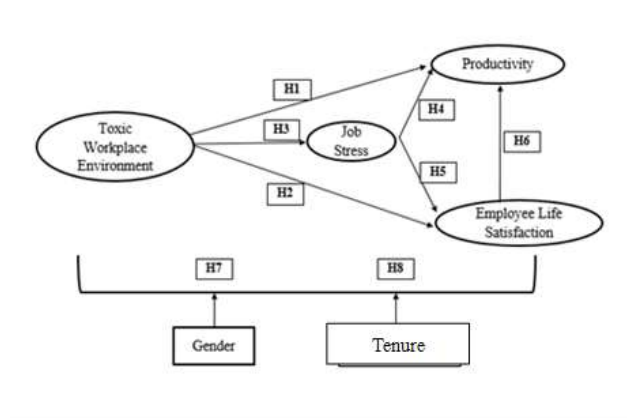 Productivity
H1
H4
Toxic
Workplace
Environment
H3
Job
Stress
H6
H5
H2
Employee Life
Satisfaction
H7
H8
Gender
Tenure